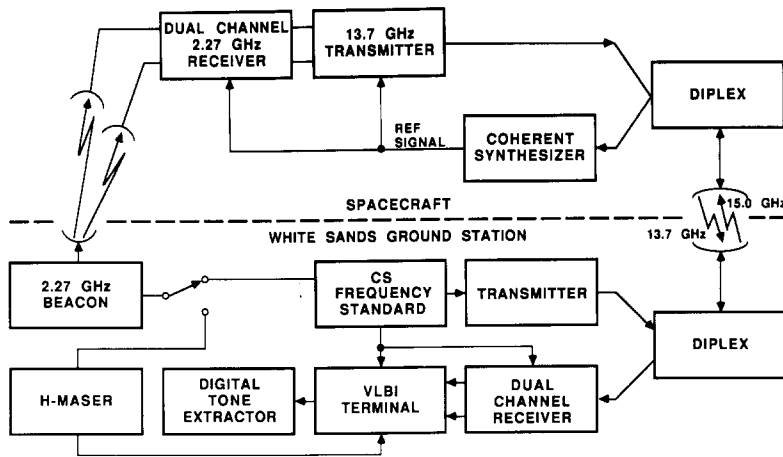 DUAL CHANNEL
2.27 GHz
RECEIVER
13.7 GHz
TRANSMITTER
DIPLEX
REF
SIGNAL
COHERENT
SYNTHESIZER
SPACECRAFT
15.0 GHz
13.7 GHz
WHITE SANDS GROUND STATION
2.27 GHz
BEACON
CS
FREQUENCY
STANDARD
TRANSMITTER
DIPLEX
H-MASER
DIGITAL
TONE
EXTRACTOR
VLBI
TERMINAL
DUAL
CHANNEL
RECEIVER